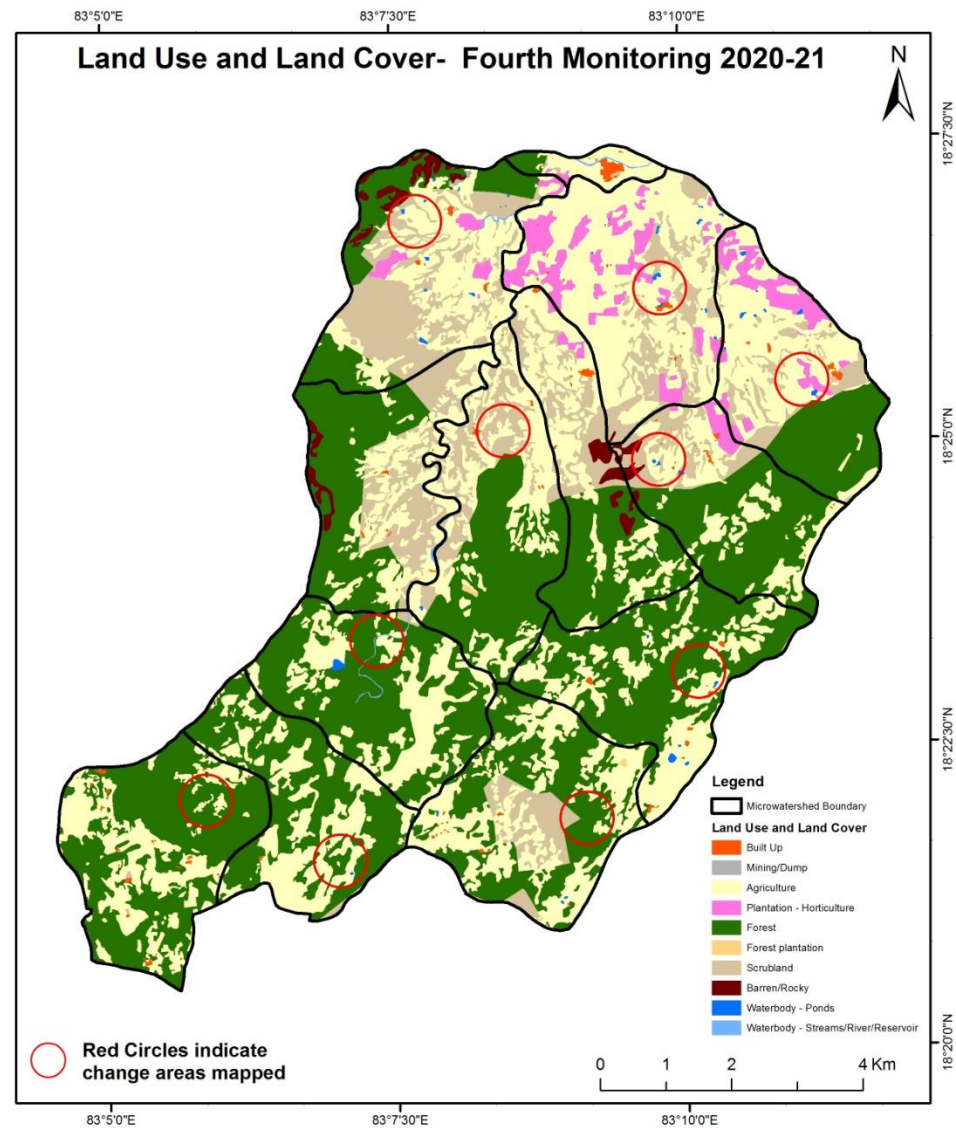 83°5'0"E 83°7'30"E 83°10'0"E
Land Use and Land Cover- Fourth Monitoring 2020-21
N
18°27'30"N
18°25'0"N
18°22'30"N
18°20'0"N
Legend
Microwatershed Boundary
Land Use and Land Cover
Built Up
Mining/Dump
Agriculture
Plantation - Horticulture
Forest
Forest plantation
Scrubland
Barren/Rocky
Waterbody - Ponds
Waterbody - Streams/River/Reservoir
Red Circles indicate
change areas mapped
0 1 2 4 Km
83°5'0"E 83°7'30"E 83°10'0"E